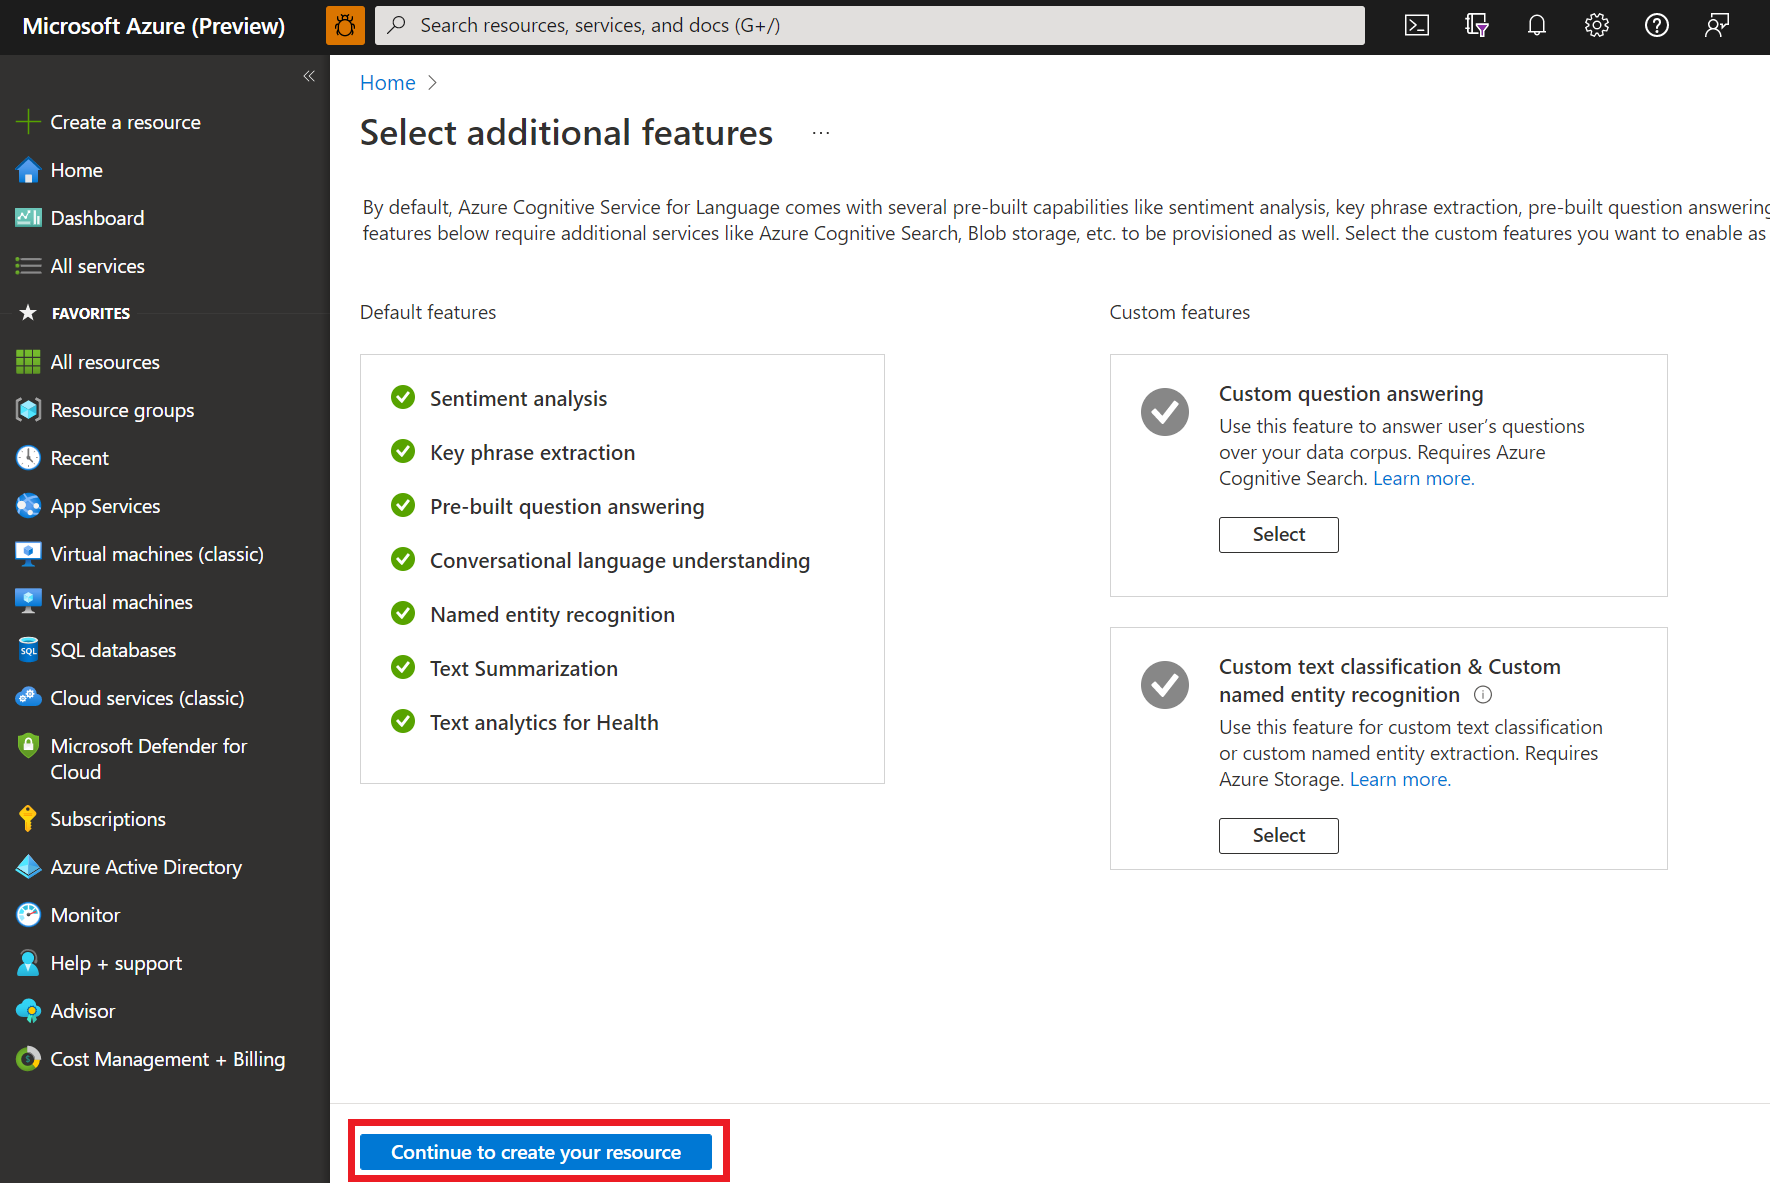 Microsoft Azure (Preview)
Search resources, services, and docs (G+/)
Create a resource
Home
Dashboard
All services
FAVORITES
All resources
Resource groups
Recent
App Services
Virtual machines (classic)
Virtual machines
SQL databases
Cloud services (classic)
Microsoft Defender for
Cloud
Subscriptions
Azure Active Directory
Monitor
Help + support
Advisor
Cost Management + Billing
Home
Select additional features
...
By default, Azure Cognitive Service for Language comes with several pre-built capabilities like sentiment analysis, key phrase extraction, pre-built question answering
features below require additional services like Azure Cognitive Search, Blob storage, etc. to be provisioned as well. Select the custom features you want to enable as
Default features
Sentiment analysis
Key phrase extraction
Pre-built question answering
Conversational language understanding
Named entity recognition
Text Summarization
Text analytics for Health
Custom features
Custom question answering
Use this feature to answer user's questions
over your data corpus. Requires Azure
Cognitive Search. Learn more.
Select
Custom text classification & Custom
named entity recognition
Use this feature for custom text classification
or custom named entity extraction. Requires
Azure Storage. Learn more.
Select
Continue to create your resource